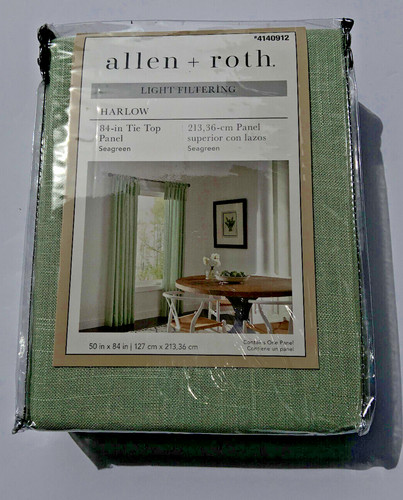 *4140912
allen + roth.
LIGHT FILTERING
HARLOW
84-in Tie Top
Panel
Seagreen
213,36-cm Panel
superior con lazos
Seagreen
50 in x 84 in | 127 cm x 213,36 cm
Contains One Panel
Contiene un panel